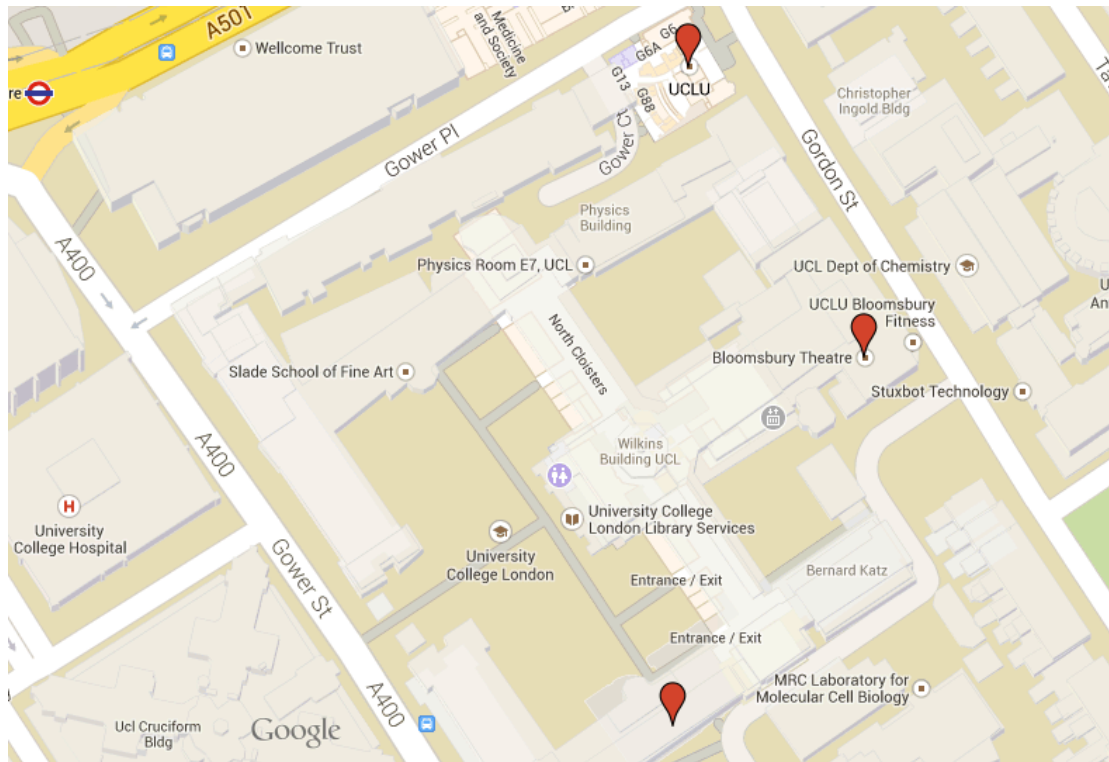 A501
Wellcome Trust
Medicine
and Society
G6
G6A
UCLU
G13
G88
re
Christopher
Ingold Bldg
Gower Pl
Gower Ct
Gordon St
Physics
Building
A400
Physics Room E7, UCL
UCL Dept of Chemistry
UCLU Bloomsbury
Fitness
North Cloisters
Bloomsbury Theatre
Slade School of Fine Art
Stuxbot Technology
A400
Wilkins
Building UCL
H
University
College Hospital
University College
London Library Services
University
College London
Gower St
Entrance / Exit
Bernard Katz
Entrance / Exit
A400
MRC Laboratory for
Molecular Cell Biology
Ucl Cruciform
Bldg
Google